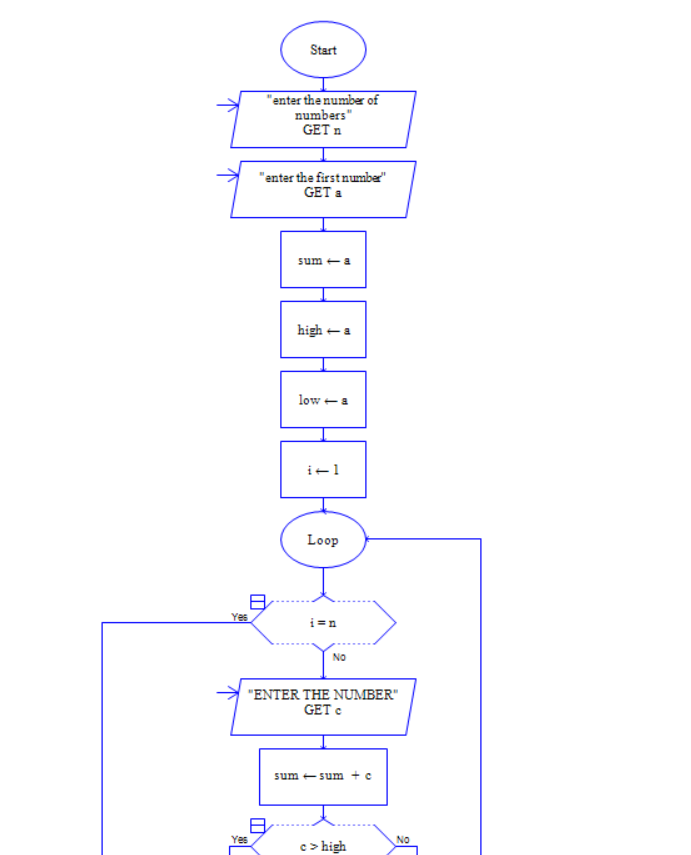 Start
"enter the number of
numbers"
GET n
"enter the first number"
GET a
sum ← a
high ← a
low ← a
i ← 1
Loop
Yes
i = n
No
"ENTER THE NUMBER"
GET c
sum ← sum + c
Yes
No
c > high